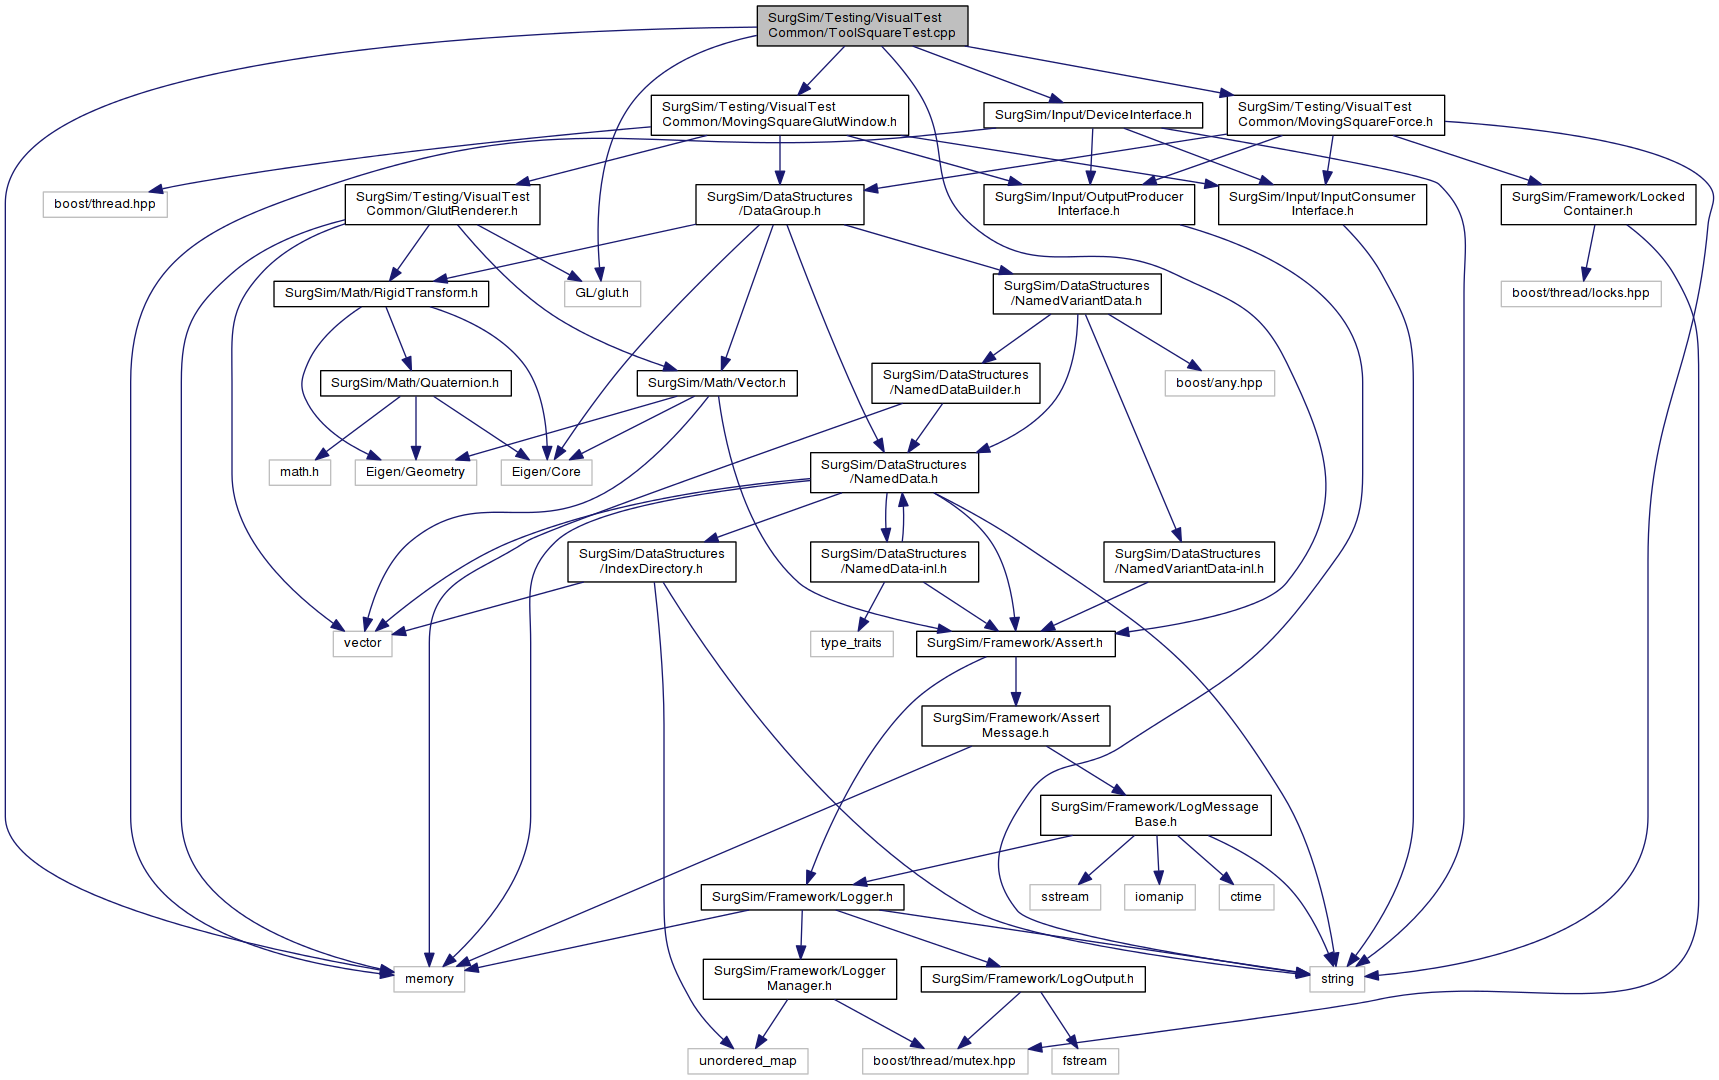 SurgSim/Testing/VisualTest
Common/ToolSquareTest.cpp
SurgSim/Testing/VisualTest
Common/MovingSquareGlutWindow.h
SurgSim/Input/DeviceInterface.h
SurgSim/Testing/VisualTest
Common/MovingSquareForce.h
boost/thread.hpp
SurgSim/Testing/VisualTest
Common/GlutRenderer.h
SurgSim/DataStructures
/DataGroup.h
SurgSim/Input/OutputProducer
Interface.h
SurgSim/Input/InputConsumer
Interface.h
SurgSim/Framework/Locked
Container.h
SurgSim/Math/RigidTransform.h
GL/glut.h
SurgSim/DataStructures
/NamedVariantData.h
boost/thread/locks.hpp
SurgSim/Math/Quaternion.h
SurgSim/Math/Vector.h
SurgSim/DataStructures
/NamedDataBuilder.h
boost/any.hpp
math.h
Eigen/Geometry
Eigen/Core
SurgSim/DataStructures
/NamedData.h
SurgSim/DataStructures
/IndexDirectory.h
SurgSim/DataStructures
/NamedData-inl.h
SurgSim/DataStructures
/NamedVariantData-inl.h
vector
type_traits
SurgSim/Framework/Assert.h
SurgSim/Framework/Assert
Message.h
SurgSim/Framework/LogMessage
Base.h
SurgSim/Framework/Logger.h
sstream
iomanip
ctime
memory
SurgSim/Framework/Logger
Manager.h
SurgSim/Framework/LogOutput.h
string
unordered_map
boost/thread/mutex.hpp
fstream